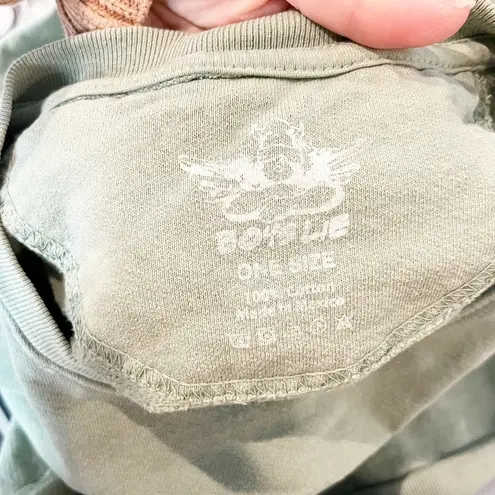 BOYS LIE
ONE SIZE
100% Cotton
Made in Mexico